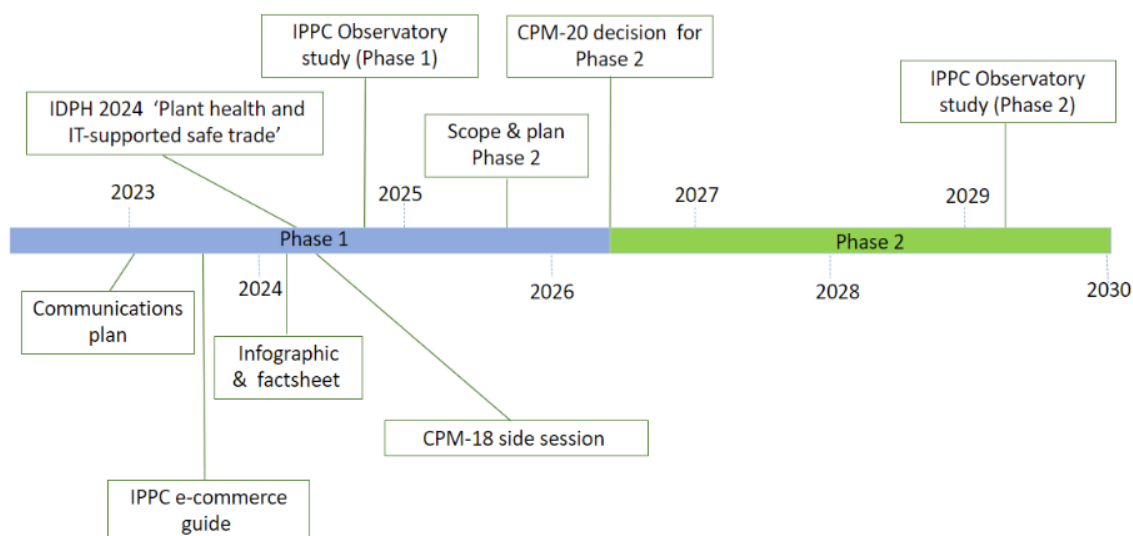 IPPC Observatory
study (Phase 1)
CPM-20 decision for
Phase 2
IPPC Observatory
study (Phase 2)
IDPH 2024 ‘Plant health and
IT-supported safe trade’
Scope & plan
Phase 2
2023
2025
2027
2029
Phase 1
Phase 2
2024
2026
2028
2030
Communications
plan
Infographic
& factsheet
CPM-18 side session
IPPC e-commerce
guide